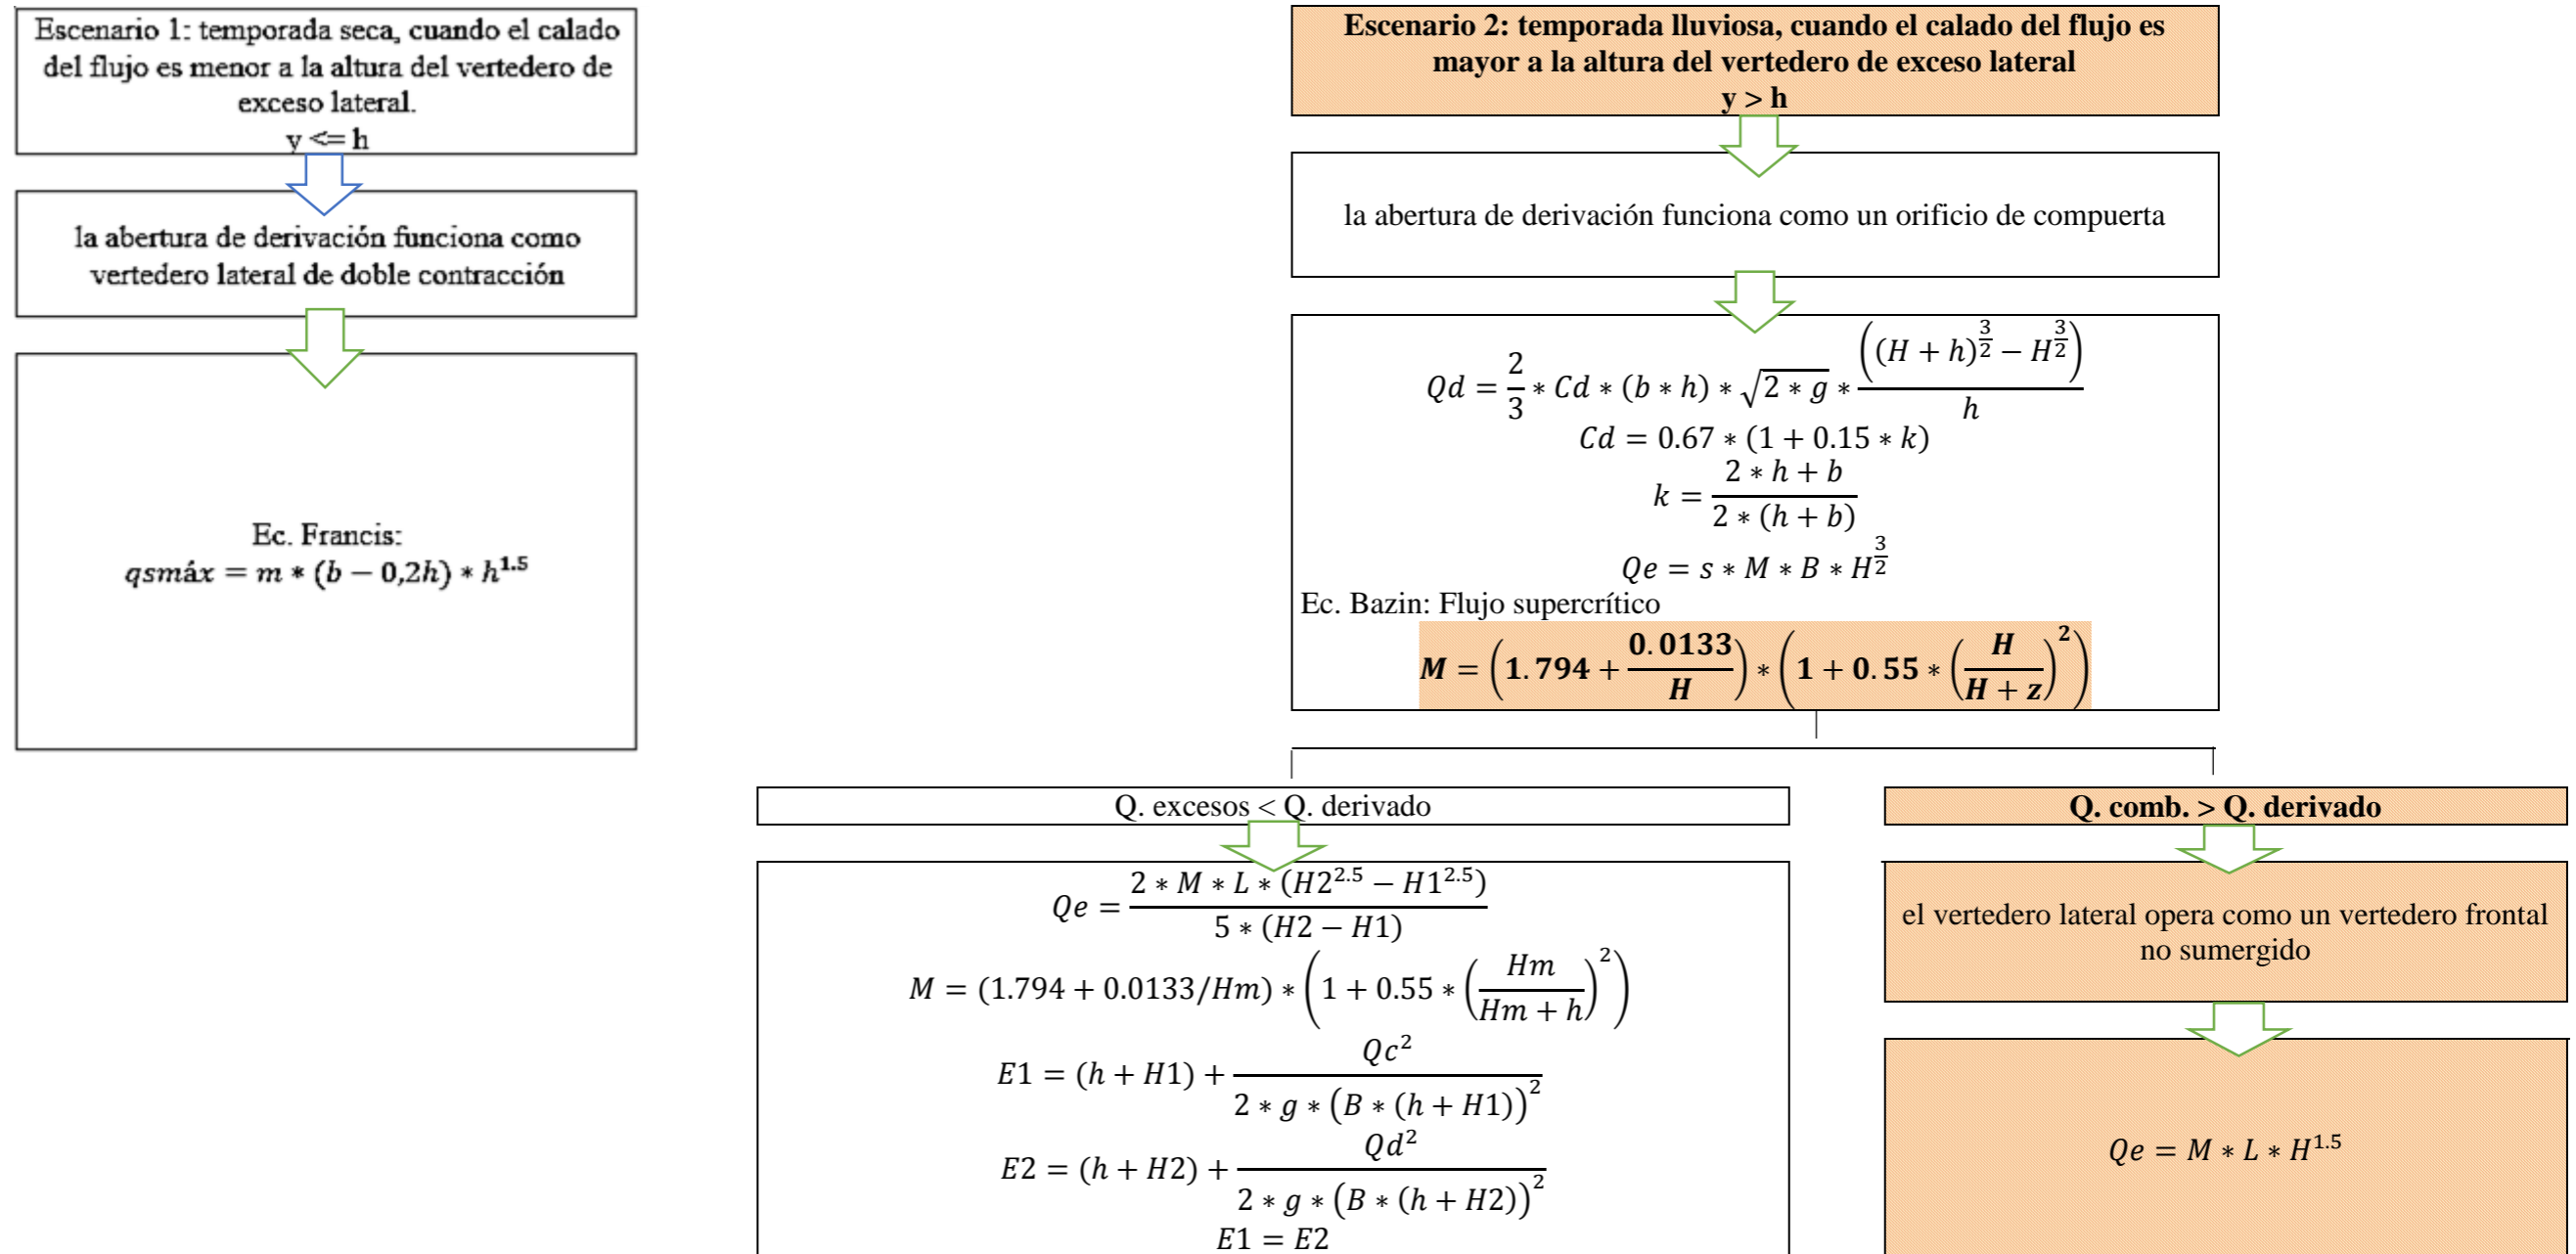 Escenario 1: temporada seca, cuando el calado
del flujo es menor a la altura del vertedero de
exceso lateral.
y <= h
la abertura de derivación funciona como
vertedero lateral de doble contracción
Ec. Francis:
qsmáx = m * (b − 0,2h) * h^1.5
Escenario 2: temporada lluviosa, cuando el calado del flujo es
mayor a la altura del vertedero de exceso lateral
y > h
la abertura de derivación funciona como un orificio de compuerta
Qd = 2/3 * Cd * (b * h) * √(2 * g) * ((H + h)^(3/2) − H^(3/2)) / h
Cd = 0.67 * (1 + 0.15 * k)
k = (2 * h + b) / (2 * (h + b))
Qe = s * M * B * H^(3/2)
Ec. Bazin: Flujo supercrítico
M = (1.794 + 0.0133/H) * (1 + 0.55 * (H/(H + z))^2)
Q. excesos < Q. derivado
Qe = (2 * M * L * (H2^2.5 − H1^2.5)) / (5 * (H2 − H1))
M = (1.794 + 0.0133/Hm) * (1 + 0.55 * (Hm/(Hm + h))^2)
E1 = (h + H1) + Qc^2 / (2 * g * (B * (h + H1))^2)
E2 = (h + H2) + Qd^2 / (2 * g * (B * (h + H2))^2)
E1 = E2
Q. comb. > Q. derivado
el vertedero lateral opera como un vertedero frontal
no sumergido
Qe = M * L * H^1.5